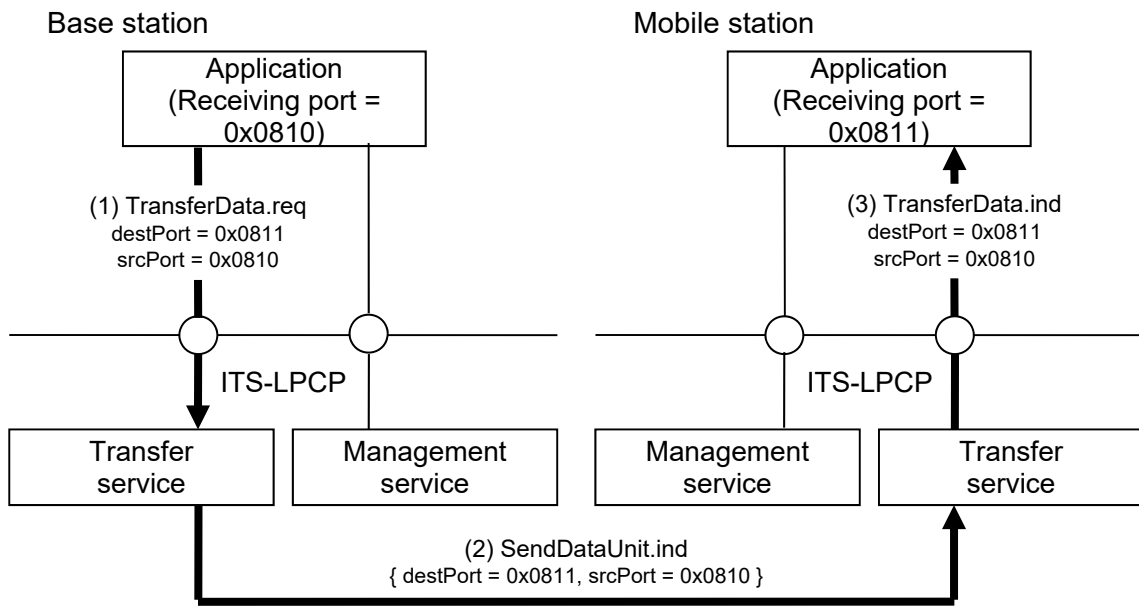 Base station
Mobile station
Application
(Receiving port =
0x0810)
Application
(Receiving port =
0x0811)
(1) TransferData.req
destPort = 0x0811
srcPort = 0x0810
(3) TransferData.ind
destPort = 0x0811
srcPort = 0x0810
ITS-LPCP
ITS-LPCP
Transfer
service
Management
service
Management
service
Transfer
service
(2) SendDataUnit.ind
{ destPort = 0x0811, srcPort = 0x0810 }